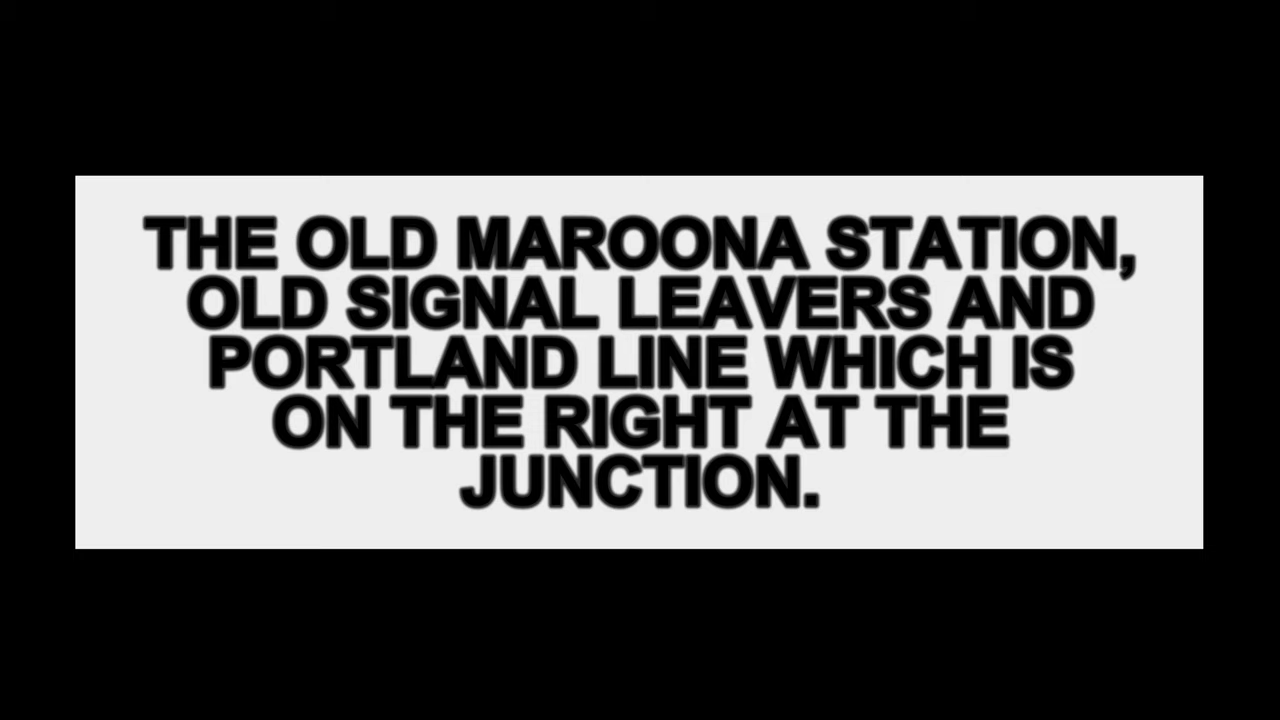 THE OLD MAROONA STATION,
OLD SIGNAL LEAVERS AND
PORTLAND LINE WHICH IS
ON THE RIGHT AT THE
JUNCTION.